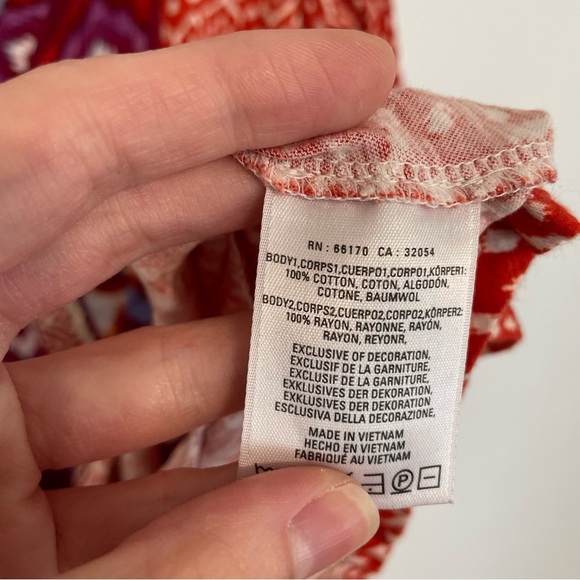 RN : 66170 CA : 32054
BODY1,CORPS1,CUERPO1,CORPO1,KÖRPER1:
100% COTTON, COTON, ALGODÓN,
COTONE, BAUMWOL
BODY2,CORPS2,CUERPO2,CORPO2,KÖRPER2:
100% RAYON, RAYONNE, RAYÓN,
RAYON, REYONR,
EXCLUSIVE OF DECORATION,
EXCLUSIF DE LA GARNITURE,
EXCLUSIF DE LA GARNITURE,
EXKLUSIVES DER DEKORATION
EXKLUSIVES DER DEKORATION
ESCLUSIVA DELLA DECORAZIONE,
MADE IN VIETNAM
HECHO EN VIETNAM
FABRIQUÉ AU VIETNAM
P